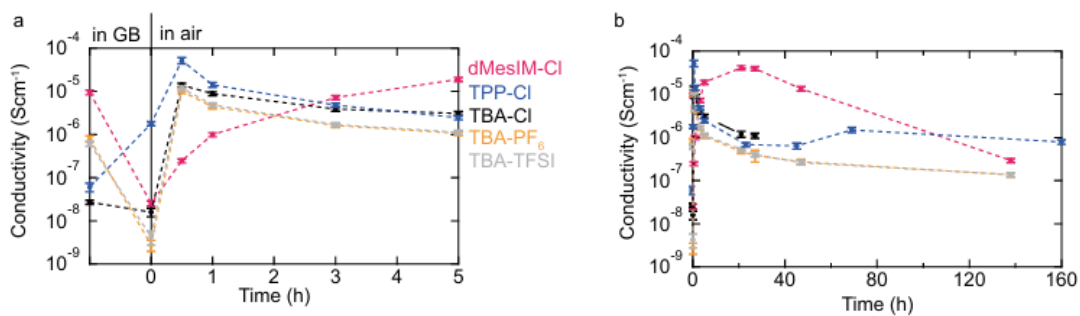 a
in GB
in air
Conductivity (Scm⁻¹)
10⁻⁴
10⁻⁵
10⁻⁶
10⁻⁷
10⁻⁸
10⁻⁹
0 1 2 3 4 5
Time (h)
dMesIM-Cl
TPP-Cl
TBA-Cl
TBA-PF₆
TBA-TFSI
b
Conductivity (Scm⁻¹)
10⁻⁴
10⁻⁵
10⁻⁶
10⁻⁷
10⁻⁸
10⁻⁹
0 40 80 120 160
Time (h)